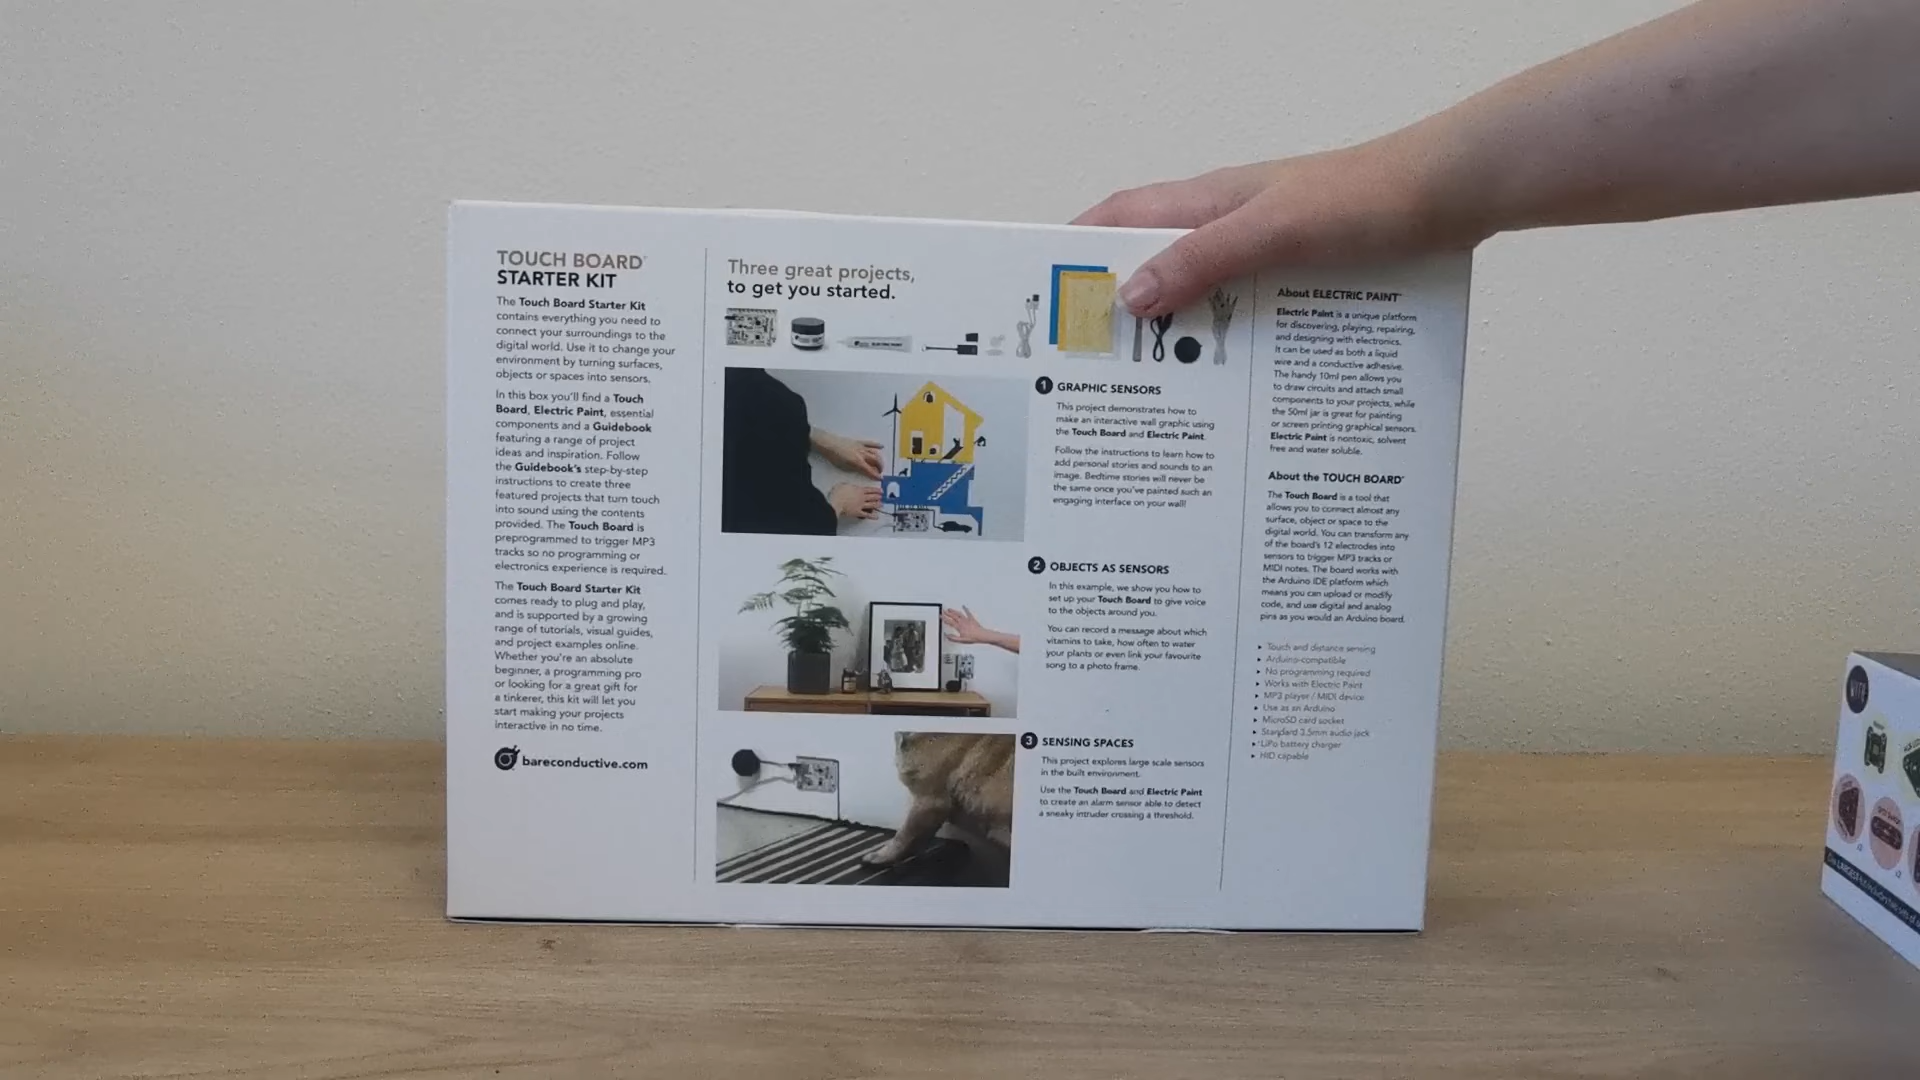 TOUCH BOARD™
STARTER KIT
The Touch Board Starter Kit
contains everything you need to
connect your surroundings to the
digital world. Use it to change your
environment by turning surfaces,
objects or spaces into sensors.
In this box you'll find a Touch
Board, Electric Paint, essential
components and a Guidebook
featuring a range of project
ideas and inspiration. Follow
the Guidebook's step-by-step
instructions to create three
featured projects that turn touch
into sound using the contents
provided. The Touch Board is
preprogrammed to trigger MP3
tracks so no programming or
electronics experience is required.
The Touch Board Starter Kit
comes ready to plug and play,
and is supported by a growing
range of tutorials, visual guides,
and project examples online.
Whether you're an absolute
beginner, a programming pro
or looking for a great gift for
a tinkerer, this kit will let you
start making your projects
interactive in no time.
bareconductive.com
Three great projects,
to get you started.
ELECTRIC PAINT
1 GRAPHIC SENSORS
This project demonstrates how to
make an interactive wall graphic using
the Touch Board and Electric Paint.
Follow the instructions to learn how to
add personal stories and sounds to an
image. Bedtime stories will never be
the same once you've painted such an
engaging interface on your wall!
2 OBJECTS AS SENSORS
In this example, we show you how to
set up your Touch Board to give voice
to the objects around you.
You can record a message about which
vitamins to take, how often to water
your plants or even link your favourite
song to a photo frame.
3 SENSING SPACES
This project explores large scale sensors
in the built environment.
Use the Touch Board and Electric Paint
to create an alarm sensor able to detect
a sneaky intruder crossing a threshold.
About ELECTRIC PAINT™
Electric Paint is a unique platform
for discovering, playing, repairing,
and designing with electronics.
It can be used as both a liquid
wire and a conductive adhesive.
The handy 10ml pen allows you
to draw circuits and attach small
components to your projects, while
the 50ml jar is great for painting
or screen printing graphical sensors.
Electric Paint is nontoxic, solvent
free and water soluble.
About the TOUCH BOARD™
The Touch Board is a tool that
allows you to connect almost any
surface, object or space to the
digital world. You can transform any
of the board's 12 electrodes into
sensors to trigger MP3 tracks or
MIDI notes. The board works with
the Arduino IDE platform which
means you can upload or modify
code, and use digital and analog
pins as you would an Arduino board.
▸ Touch and distance sensing
▸ Arduino-compatible
▸ No programming required
▸ Works with Electric Paint
▸ MP3 player / MIDI device
▸ Use as an Arduino
▸ MicroSD card socket
▸ Standard 3.5mm audio jack
▸ LiPo battery charger
▸ HID capable
WIRE
LARGEST